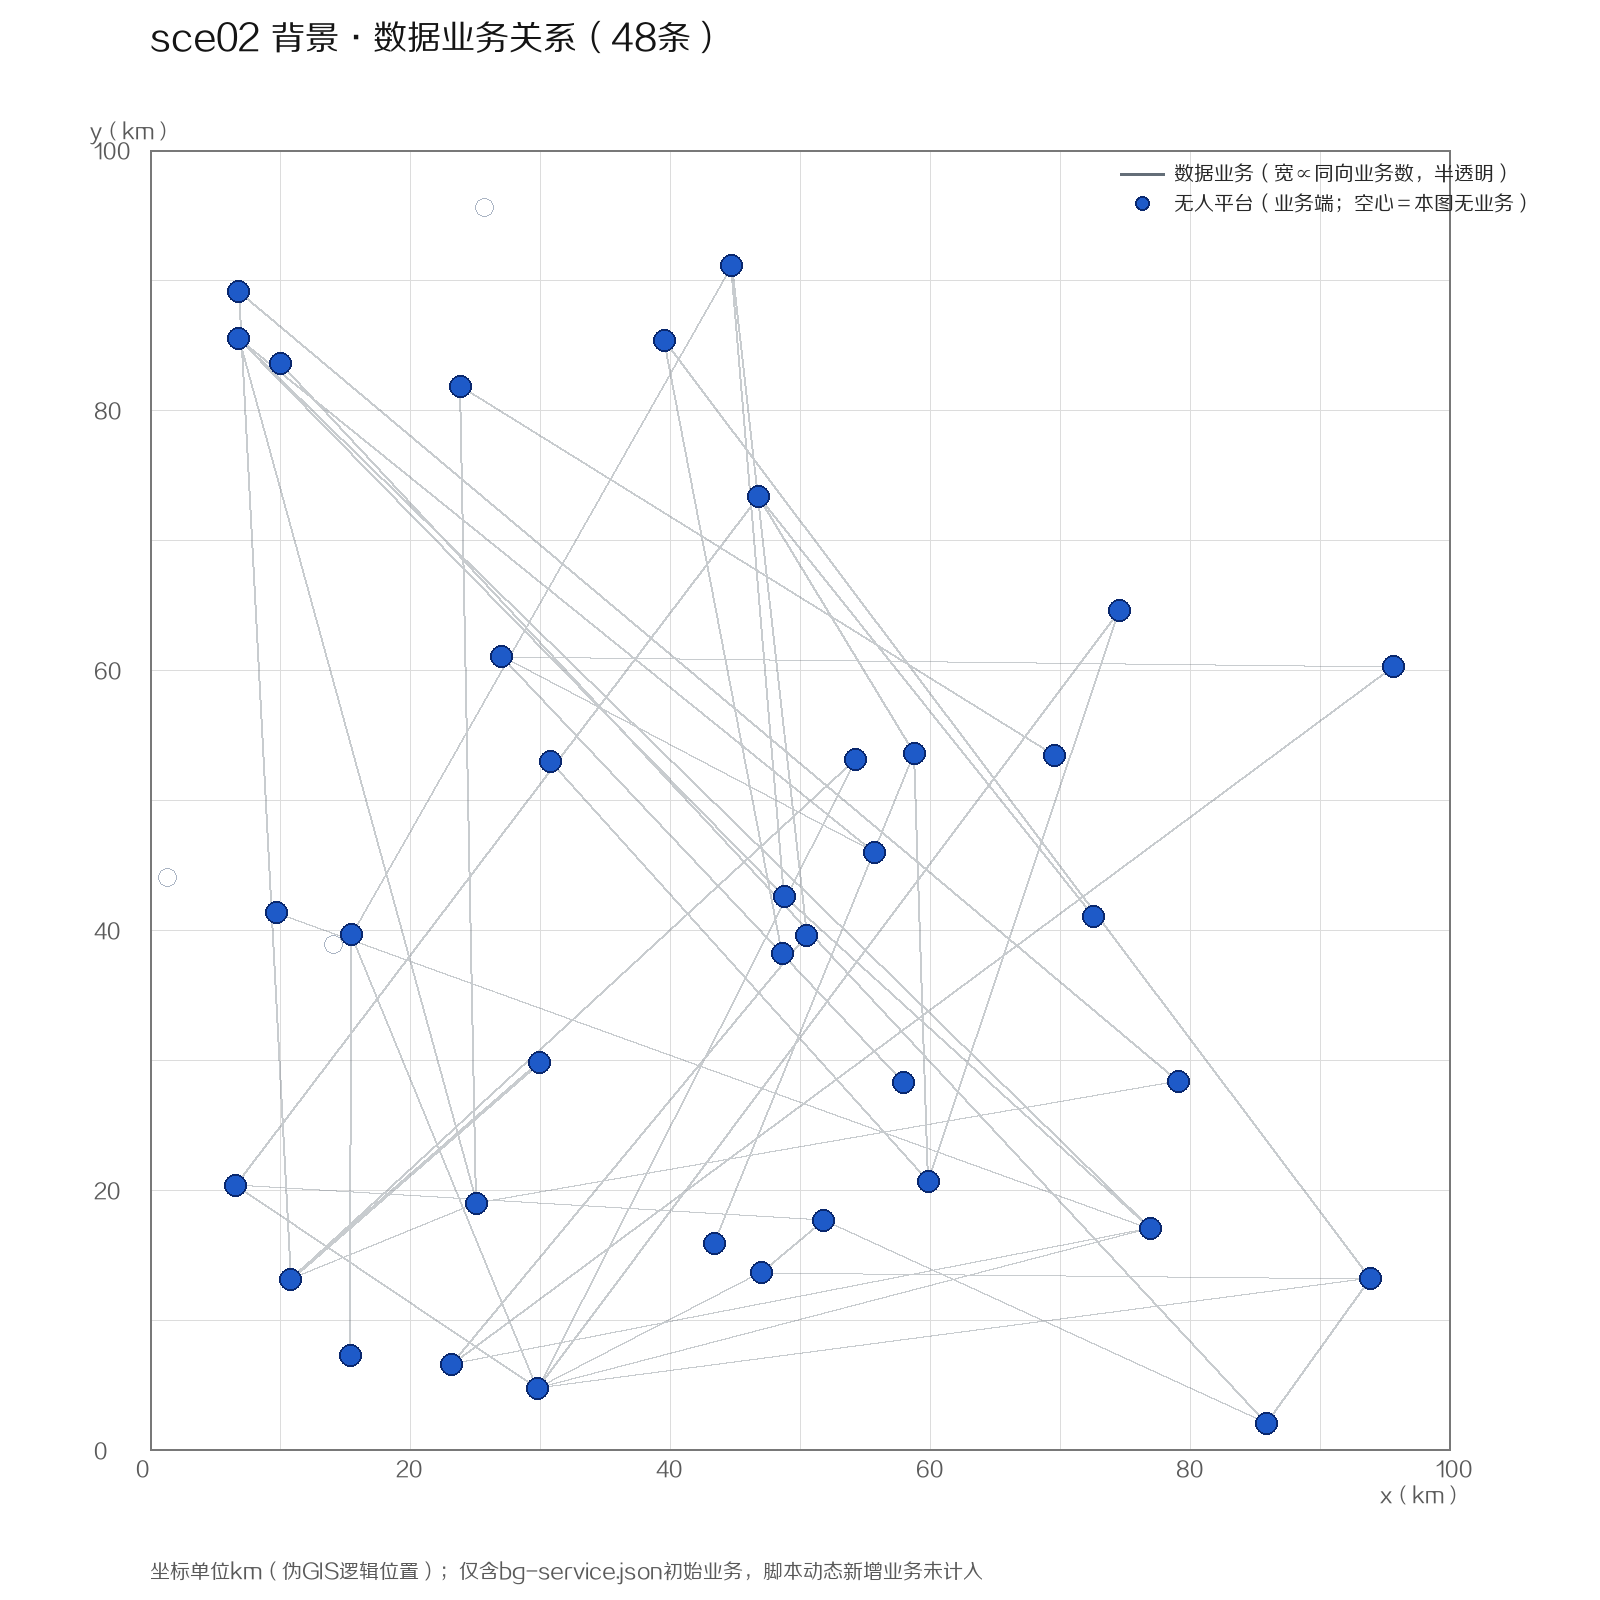 sce02 背景·数据业务关系（48条）
y（km）
100
数据业务（宽∝同向业务数，半透明）
无人平台（业务端；空心＝本图无业务）
80
60
40
20
0
0 20 40 60 80 100
x（km）
坐标单位km（伪GIS逻辑位置）；仅含bg-service.json初始业务，脚本动态新增业务未计入